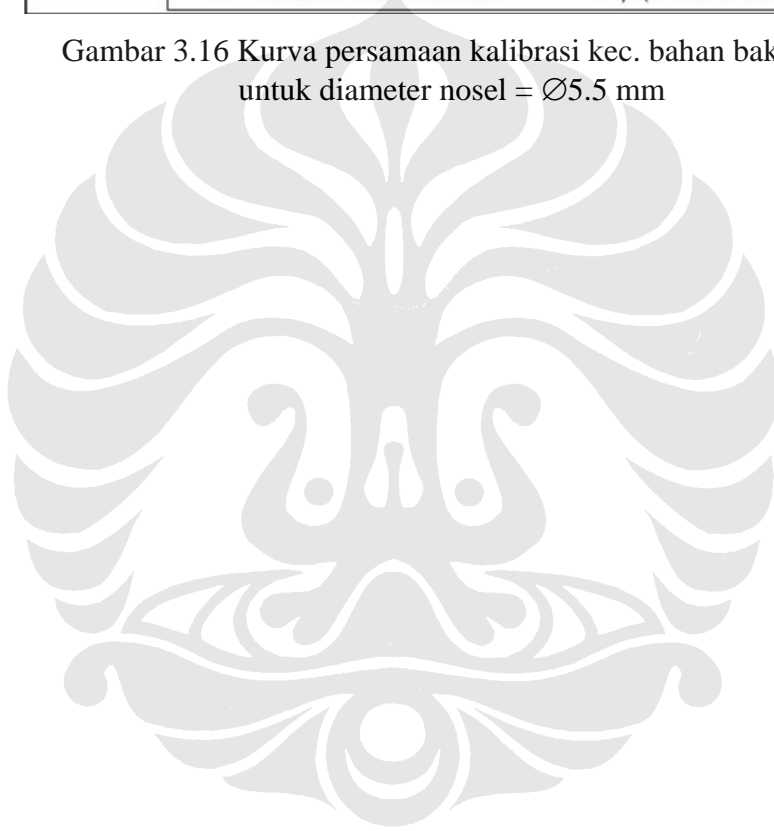 Gambar 3.16 Kurva persamaan kalibrasi kec. bahan bak
untuk diameter nosel = ∅5.5 mm